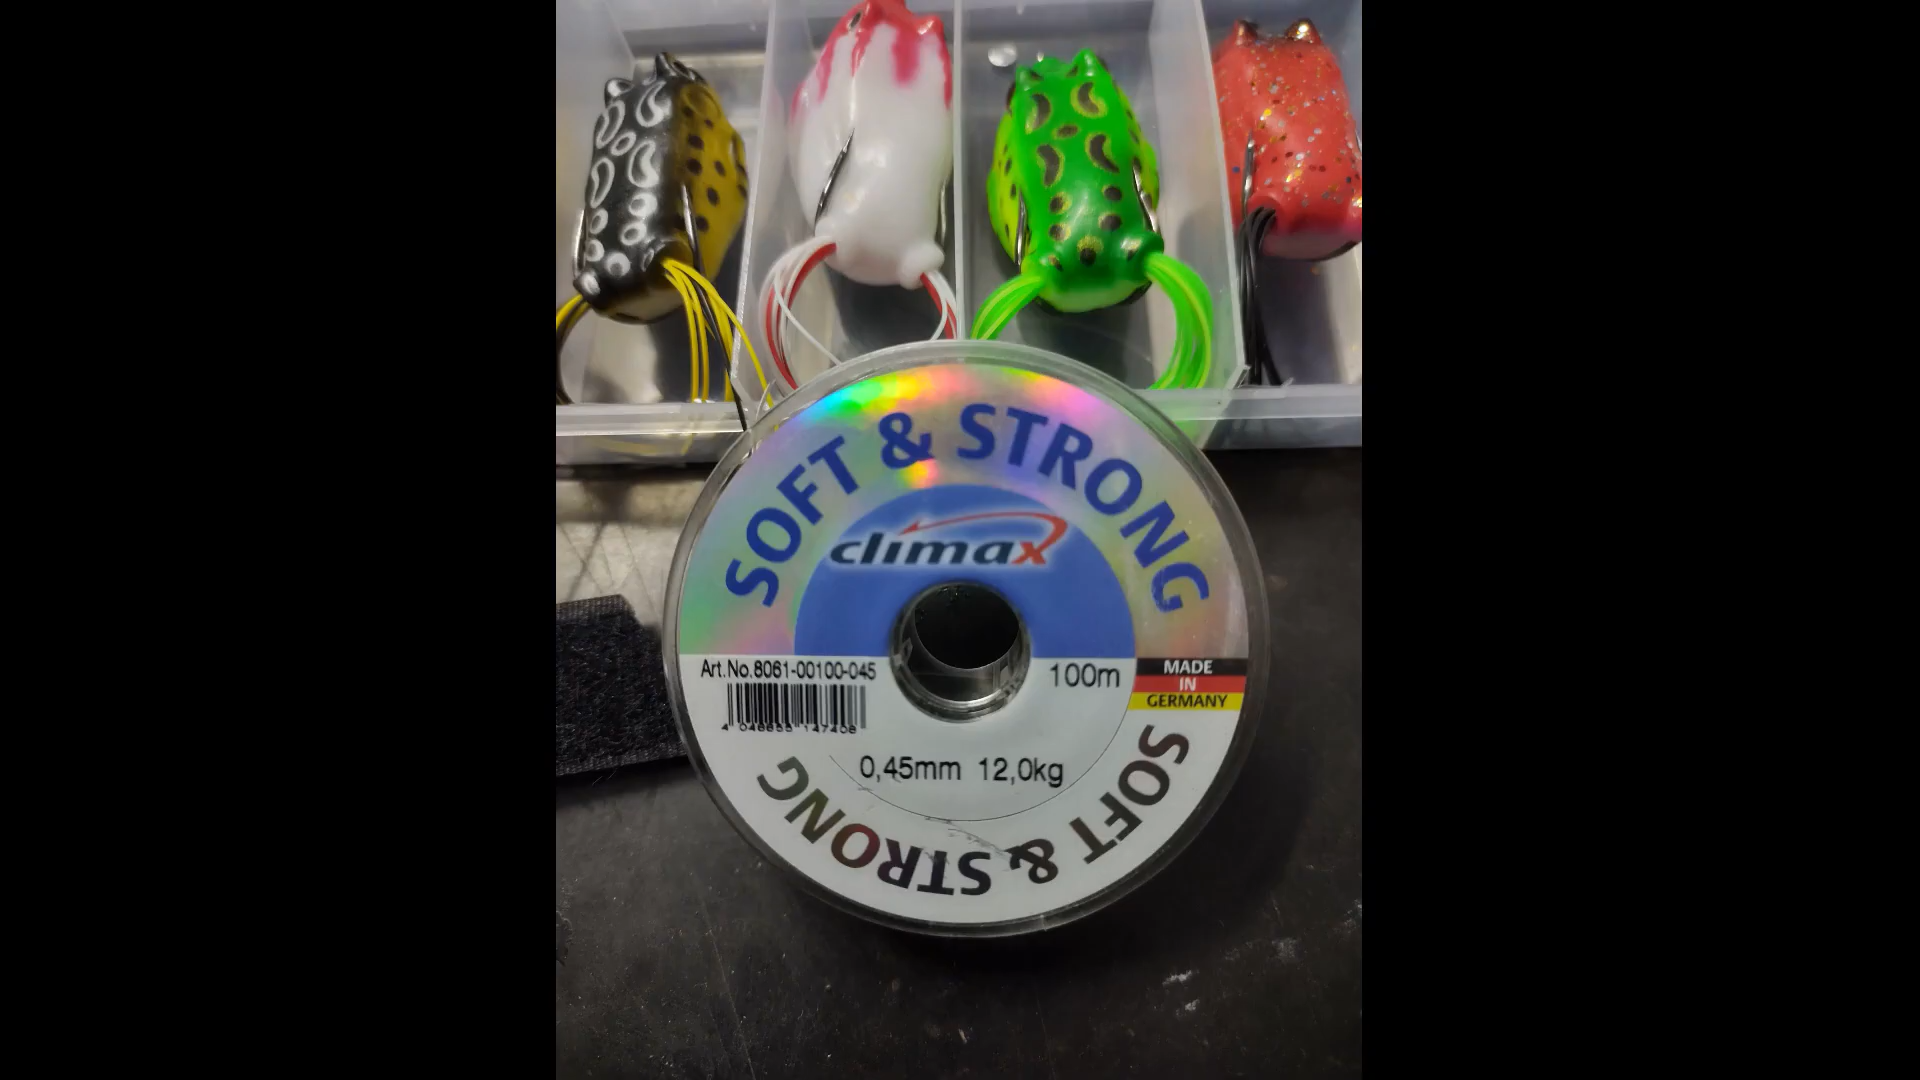 SOFT & STRONG
climax
Art.No.8061-00100-045
100m
MADE
IN
GERMANY
0,45mm 12,0kg
SOFT & STRONG